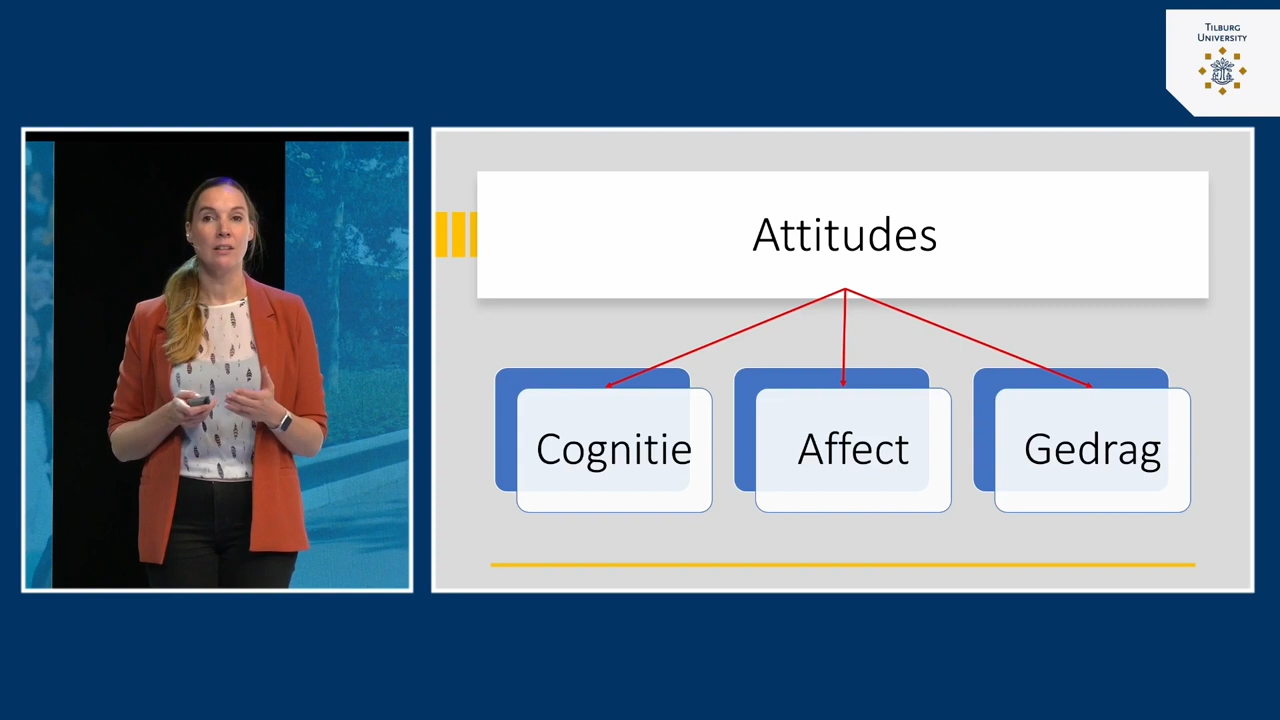 Tilburg
University
Attitudes
Cognitie
Affect
Gedrag